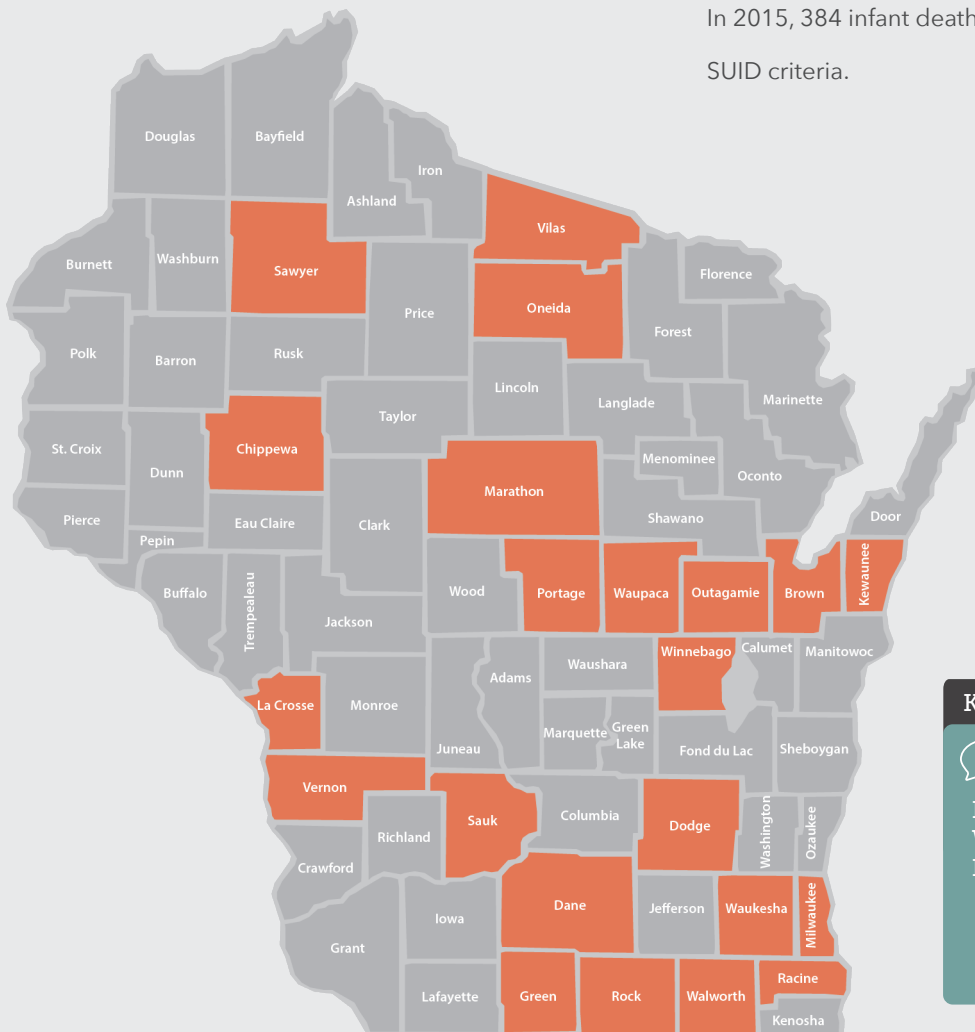 In 2015, 384 infant death
SUID criteria.
Douglas
Bayfield
Iron
Ashland
Vilas
Burnett
Washburn
Sawyer
Florence
Price
Oneida
Forest
Polk
Barron
Rusk
Lincoln
Langlade
Marinette
Taylor
St. Croix
Dunn
Chippewa
Menominee
Oconto
Marathon
Pierce
Eau Claire
Clark
Shawano
Door
Pepin
Buffalo
Trempealeau
Wood
Portage
Waupaca
Outagamie
Brown
Kewaunee
Jackson
Adams
Waushara
Winnebago
Calumet
Manitowoc
La Crosse
Monroe
Juneau
Marquette
Green
Lake
Fond du Lac
Sheboygan
K
Vernon
Richland
Sauk
Columbia
Dodge
Washington
Ozaukee
Crawford
Grant
Iowa
Dane
Jefferson
Waukesha
Milwaukee
Lafayette
Green
Rock
Walworth
Racine
Kenosha